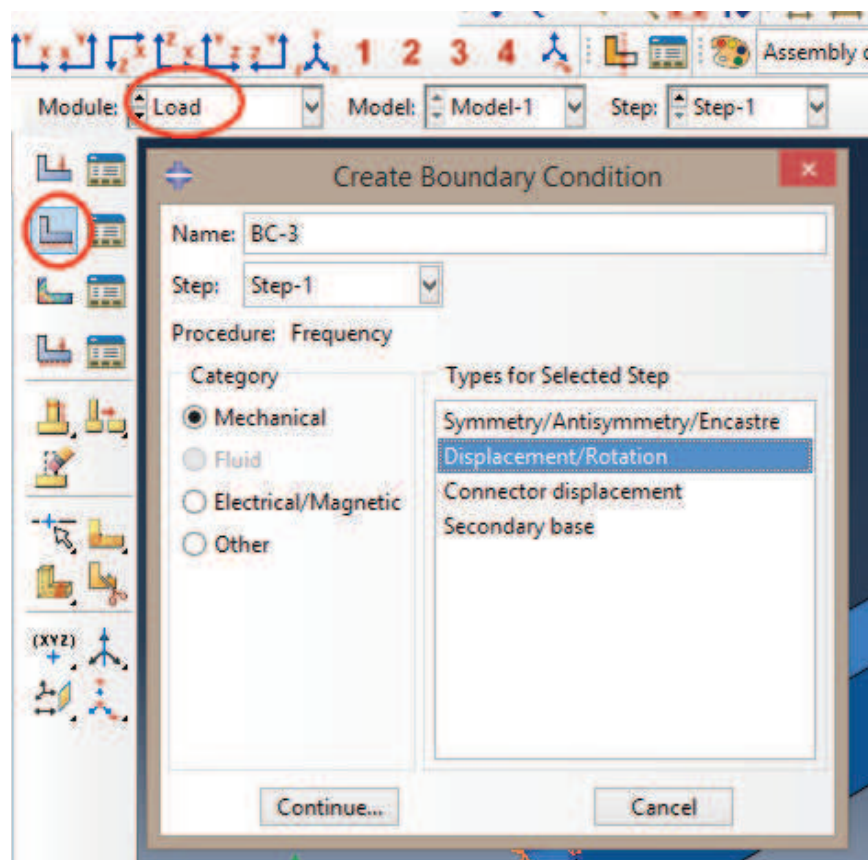 1 2 3 4 Assembly d
Module: Load Model: Model-1 Step: Step-1
Create Boundary Condition
Name: BC-3
Step: Step-1
Procedure: Frequency
Category
Mechanical
Fluid
Electrical/Magnetic
Other
Types for Selected Step
Symmetry/Antisymmetry/Encastre
Displacement/Rotation
Connector displacement
Secondary base
(XYZ)
Continue... Cancel